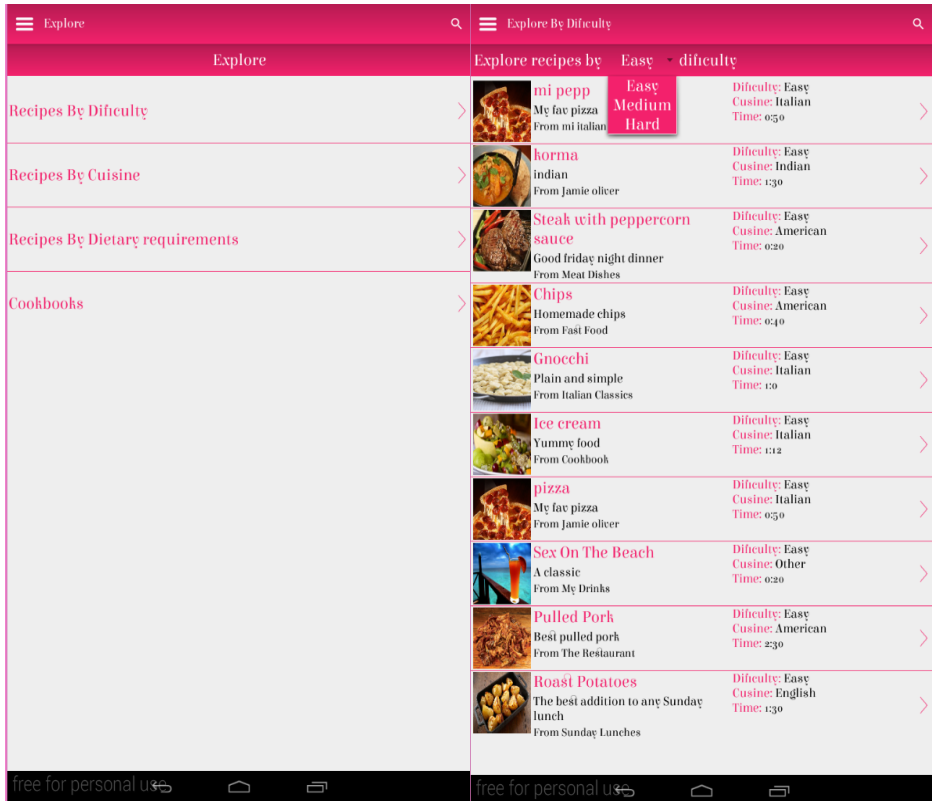 Explore
Explore
Recipes By Dificulty
Recipes By Cuisine
Recipes By Dietary requirements
Cookbooks
free for personal use
Explore By Dificulty
Explore recipes by Easy dificulty
Easy
Medium
Hard
mi pepp
My fav pizza
From mi italian
Dificulty: Easy
Cusine: Italian
Time: 0:50
korma
indian
From Jamie oliver
Dificulty: Easy
Cusine: Indian
Time: 1:30
Steak with peppercorn
sauce
Good friday night dinner
From Meat Dishes
Dificulty: Easy
Cusine: American
Time: 0:20
Chips
Homemade chips
From Fast Food
Dificulty: Easy
Cusine: American
Time: 0:40
Gnocchi
Plain and simple
From Italian Classics
Dificulty: Easy
Cusine: Italian
Time: 1:0
Ice cream
Yummy food
From Cookbook
Dificulty: Easy
Cusine: Italian
Time: 1:12
pizza
My fav pizza
From Jamie oliver
Dificulty: Easy
Cusine: Italian
Time: 0:50
Sex On The Beach
A classic
From My Drinks
Dificulty: Easy
Cusine: Other
Time: 0:20
Pulled Pork
Best pulled pork
From The Restaurant
Dificulty: Easy
Cusine: American
Time: 2:30
Roast Potatoes
The best addition to any Sunday
lunch
From Sunday Lunches
Dificulty: Easy
Cusine: English
Time: 1:30
free for personal use